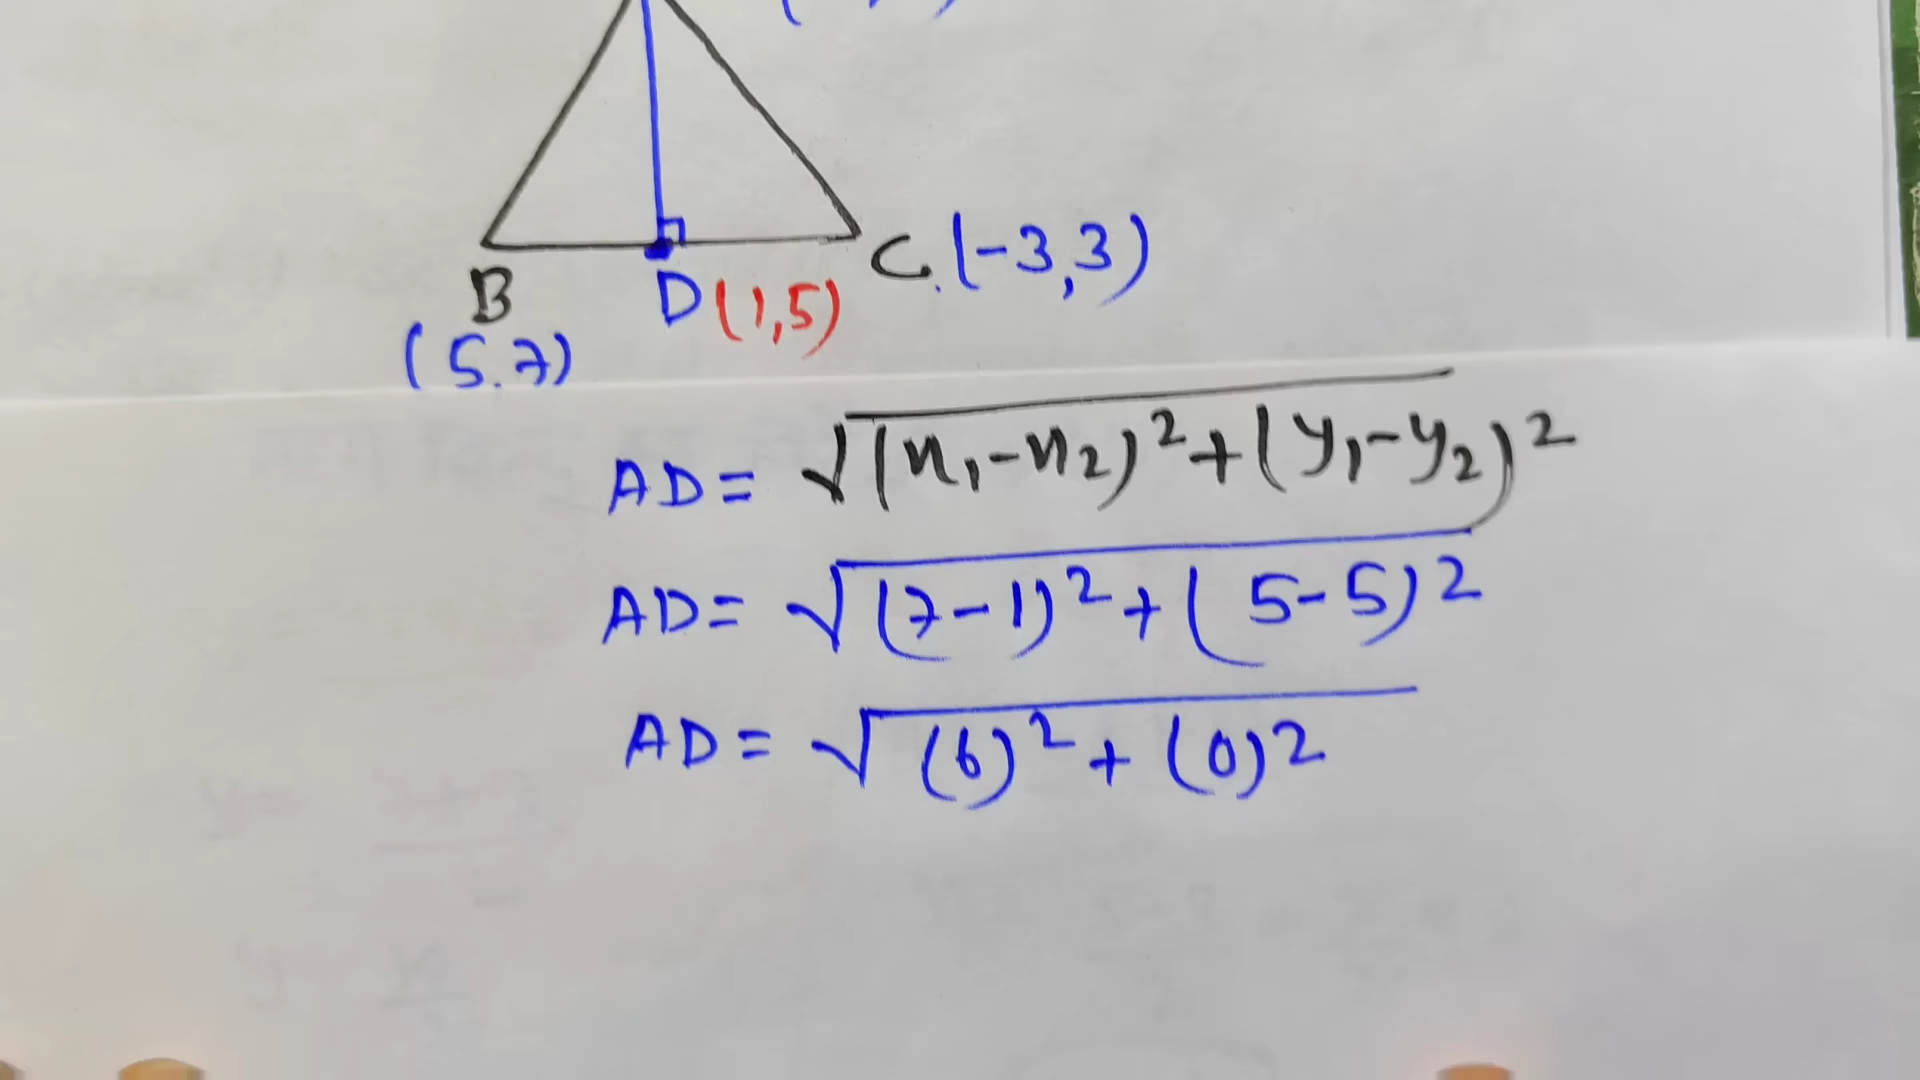 C. (-3,3)
B
D (1,5)
(5.7)
AD = √(x₁-x₂)²+(y₁-y₂)²
AD = √(7-1)²+(5-5)²
AD = √(6)²+(0)²